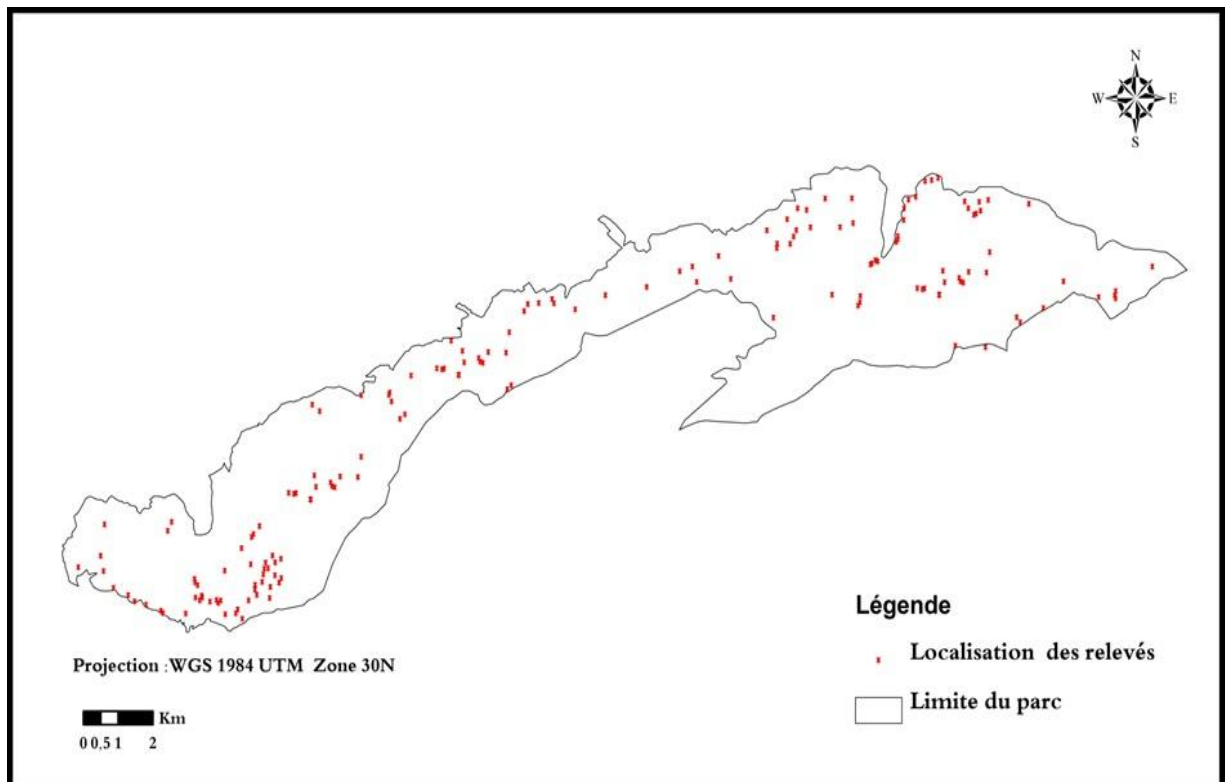 N
W E
S
Légende
Localisation des relevés
Projection :WGS 1984 UTM Zone 30N
Limite du parc
Km
0 0,5 1 2